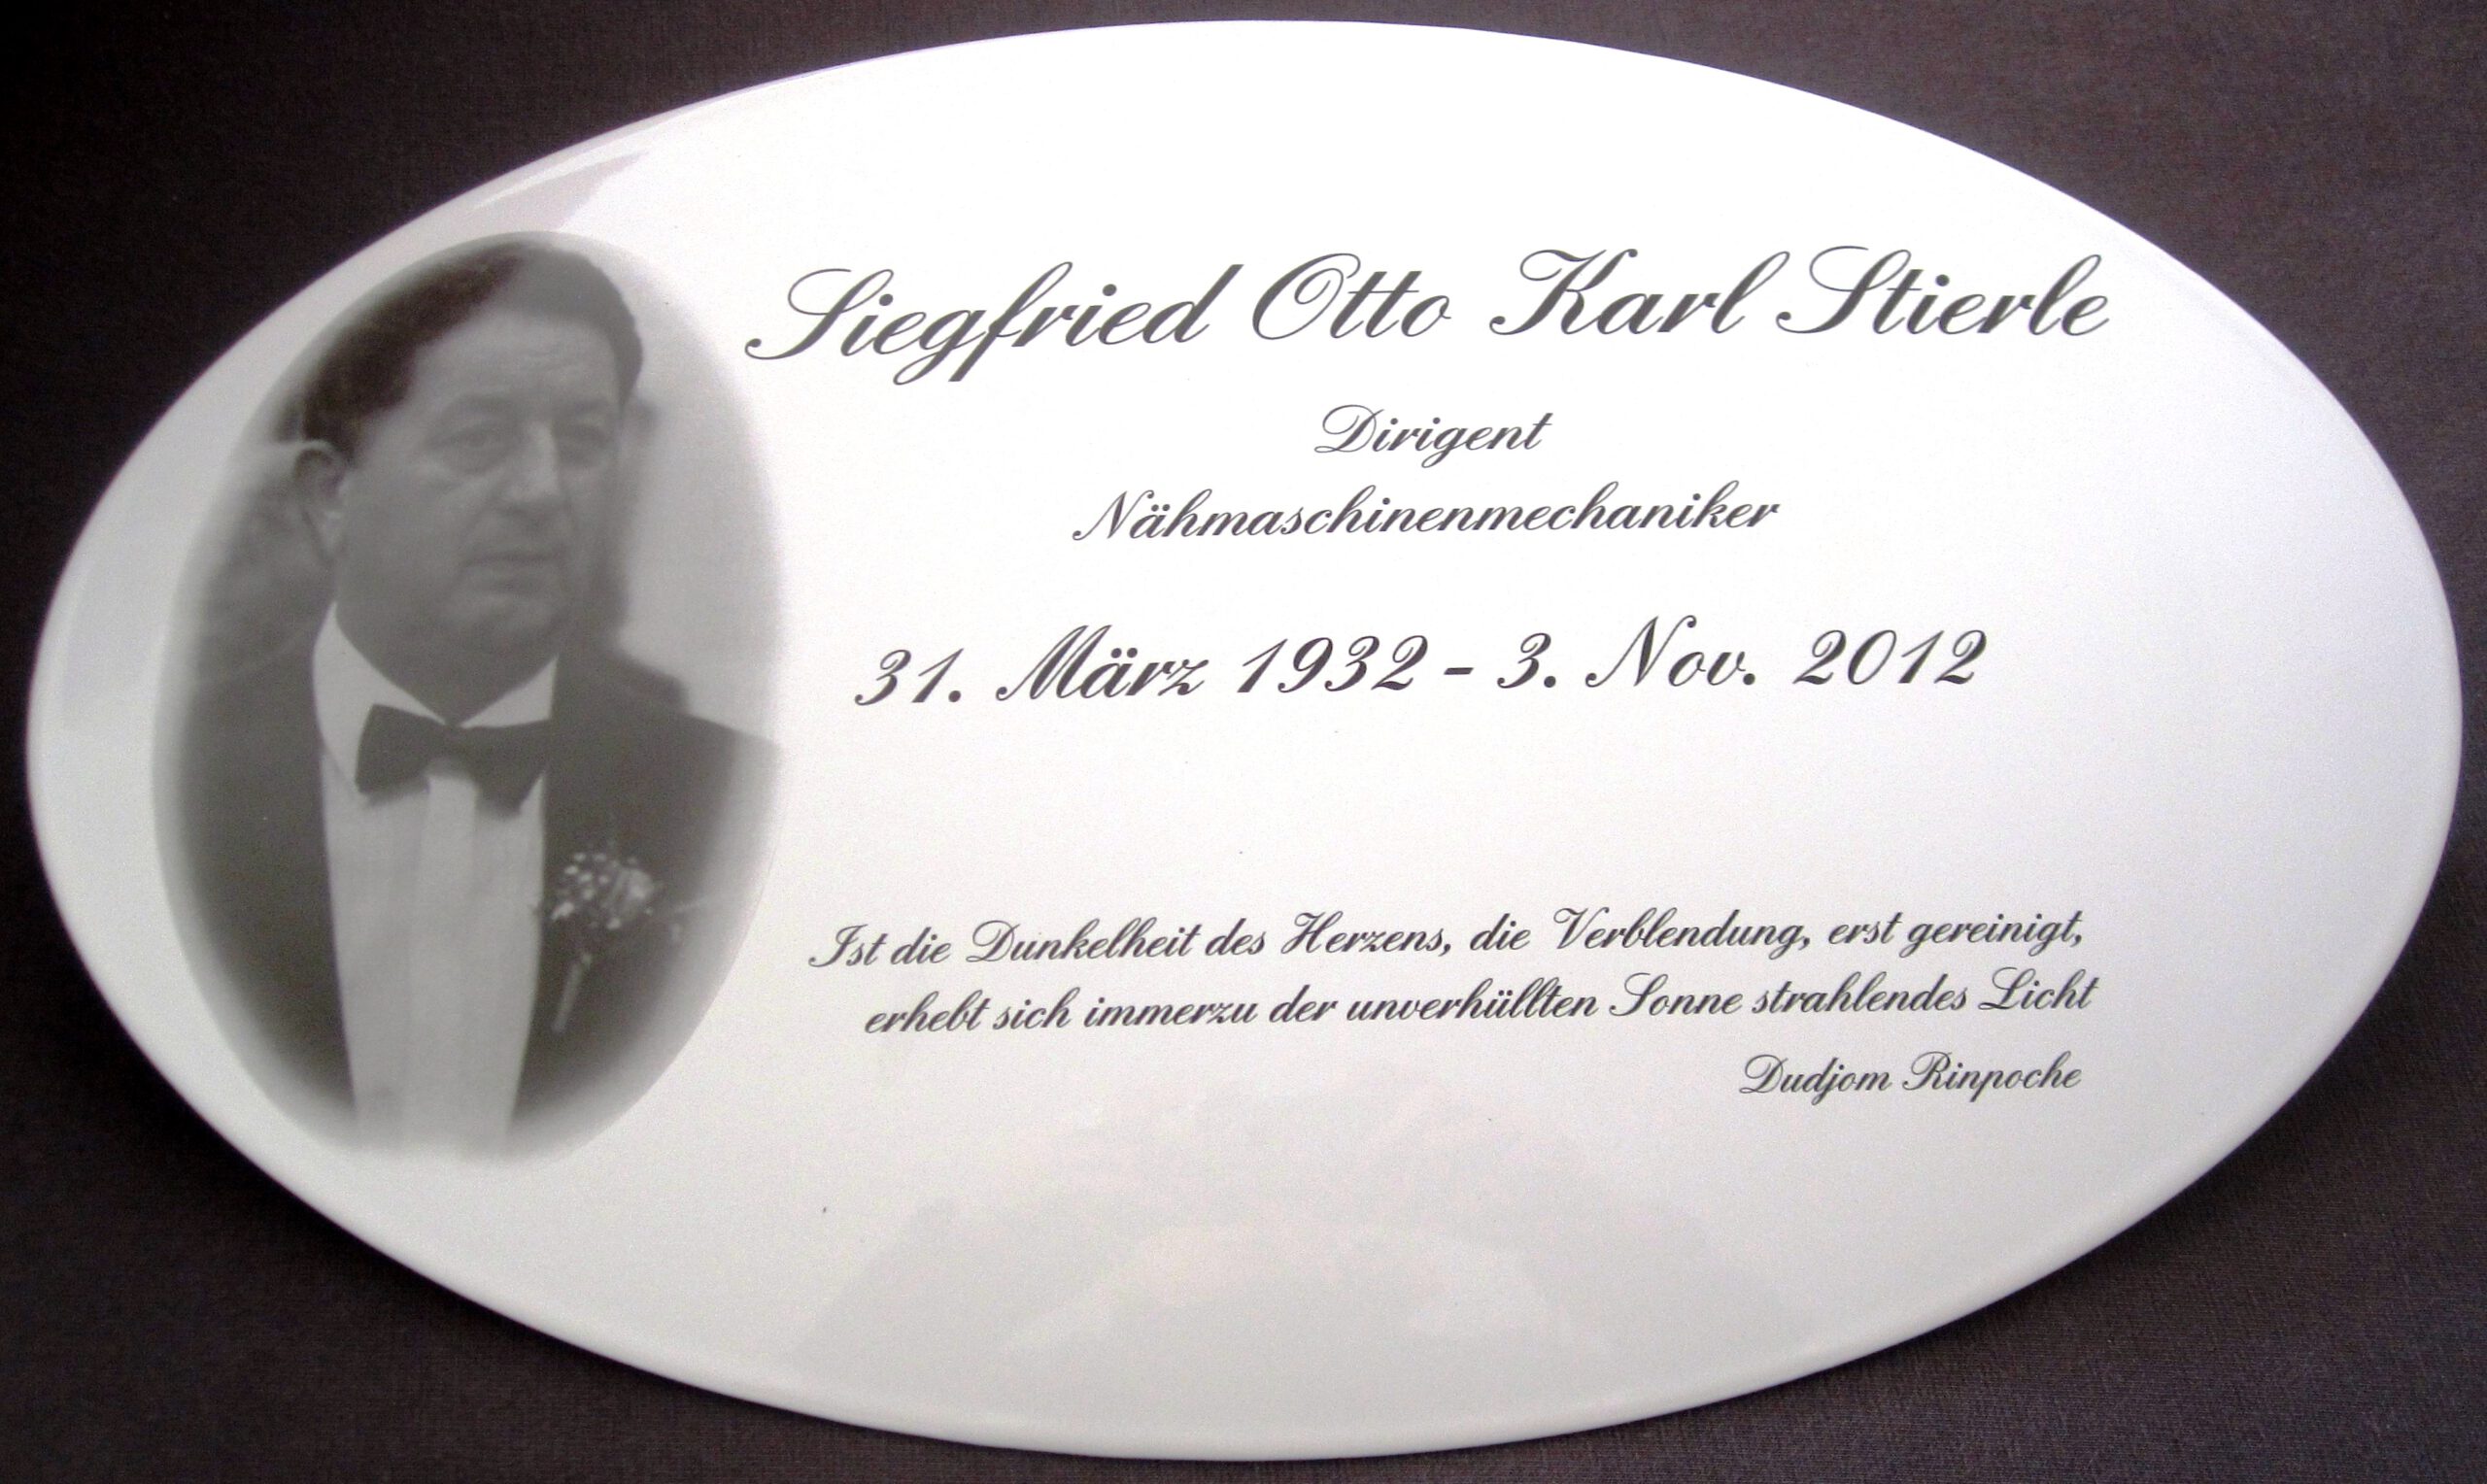 Siegfried Otto Karl Stierle
Dirigent
Nähmaschinenmechaniker
31. März 1932 - 3. Nov. 2012
Ist die Dunkelheit des Herzens, die Verblendung, erst gereinigt,
erhebt sich immerzu der unverhüllten Sonne strahlendes Licht
Dudjom Rinpoche